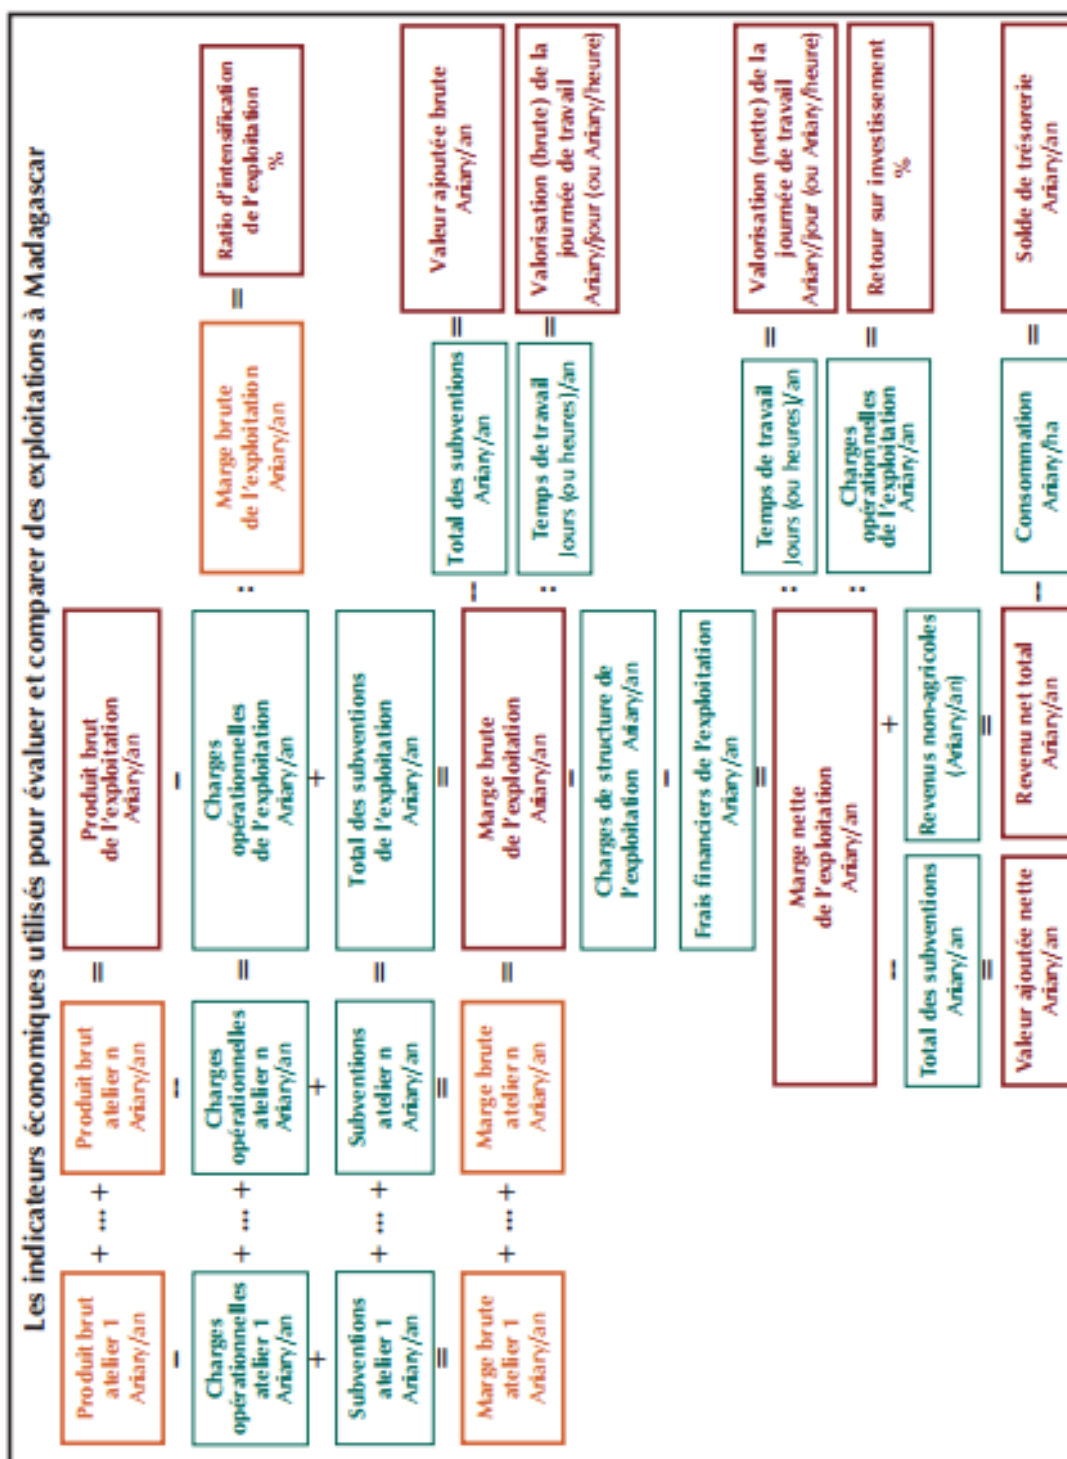 Les indicateurs économiques utilisés pour évaluer et comparer des exploitations à Madagascar
Produit brut
atelier 1
Ariary/an
+ ... +
Produit brut
atelier n
Ariary/an
=
Produit brut
de l'exploitation
Ariary/an
–
--
–
Charges
opérationnelles
atelier 1
Ariary/an
+ ... +
Charges
opérationnelles
atelier n
Ariary/an
=
Charges
opérationnelles
de l'exploitation
Ariary/an
:
Marge brute
de l'exploitation
Ariary/an
=
Ratio d'intensification
de l'exploitation
%
+
+
+
Subventions
atelier 1
Ariary/an
+ ... +
Subventions
atelier n
Ariary/an
=
Total des subventions
de l'exploitation
Ariary/an
=
=
=
Marge brute
atelier 1
Ariary/an
+ ... +
Marge brute
atelier n
Ariary/an
=
Marge brute
de l'exploitation
Ariary/an
--
Total des subventions
Ariary/an
=
Valeur ajoutée brute
Ariary/an
:
Temps de travail
Jours (ou heures)/an
=
Valorisation (brute) de la
journée de travail
Ariary/jour (ou Ariary/heure)
–
Charges de structure de
l'exploitation Ariary/an
–
Frais financiers de l'exploitation
Ariary/an
=
Marge nette
de l'exploitation
Ariary/an
:
Temps de travail
Jours (ou heures)/an
=
Valorisation (nette) de la
journée de travail
Ariary/jour (ou Ariary/heure)
:
Charges
opérationnelles
de l'exploitation
Ariary/an
=
Retour sur investissement
%
--
+
Total des subventions
Ariary/an
Revenus non-agricoles
(Ariary/an)
=
=
Valeur ajoutée nette
Ariary/an
Revenu net total
Ariary/an
--
Consommation
Ariary/ha
=
Solde de trésorerie
Ariary/an